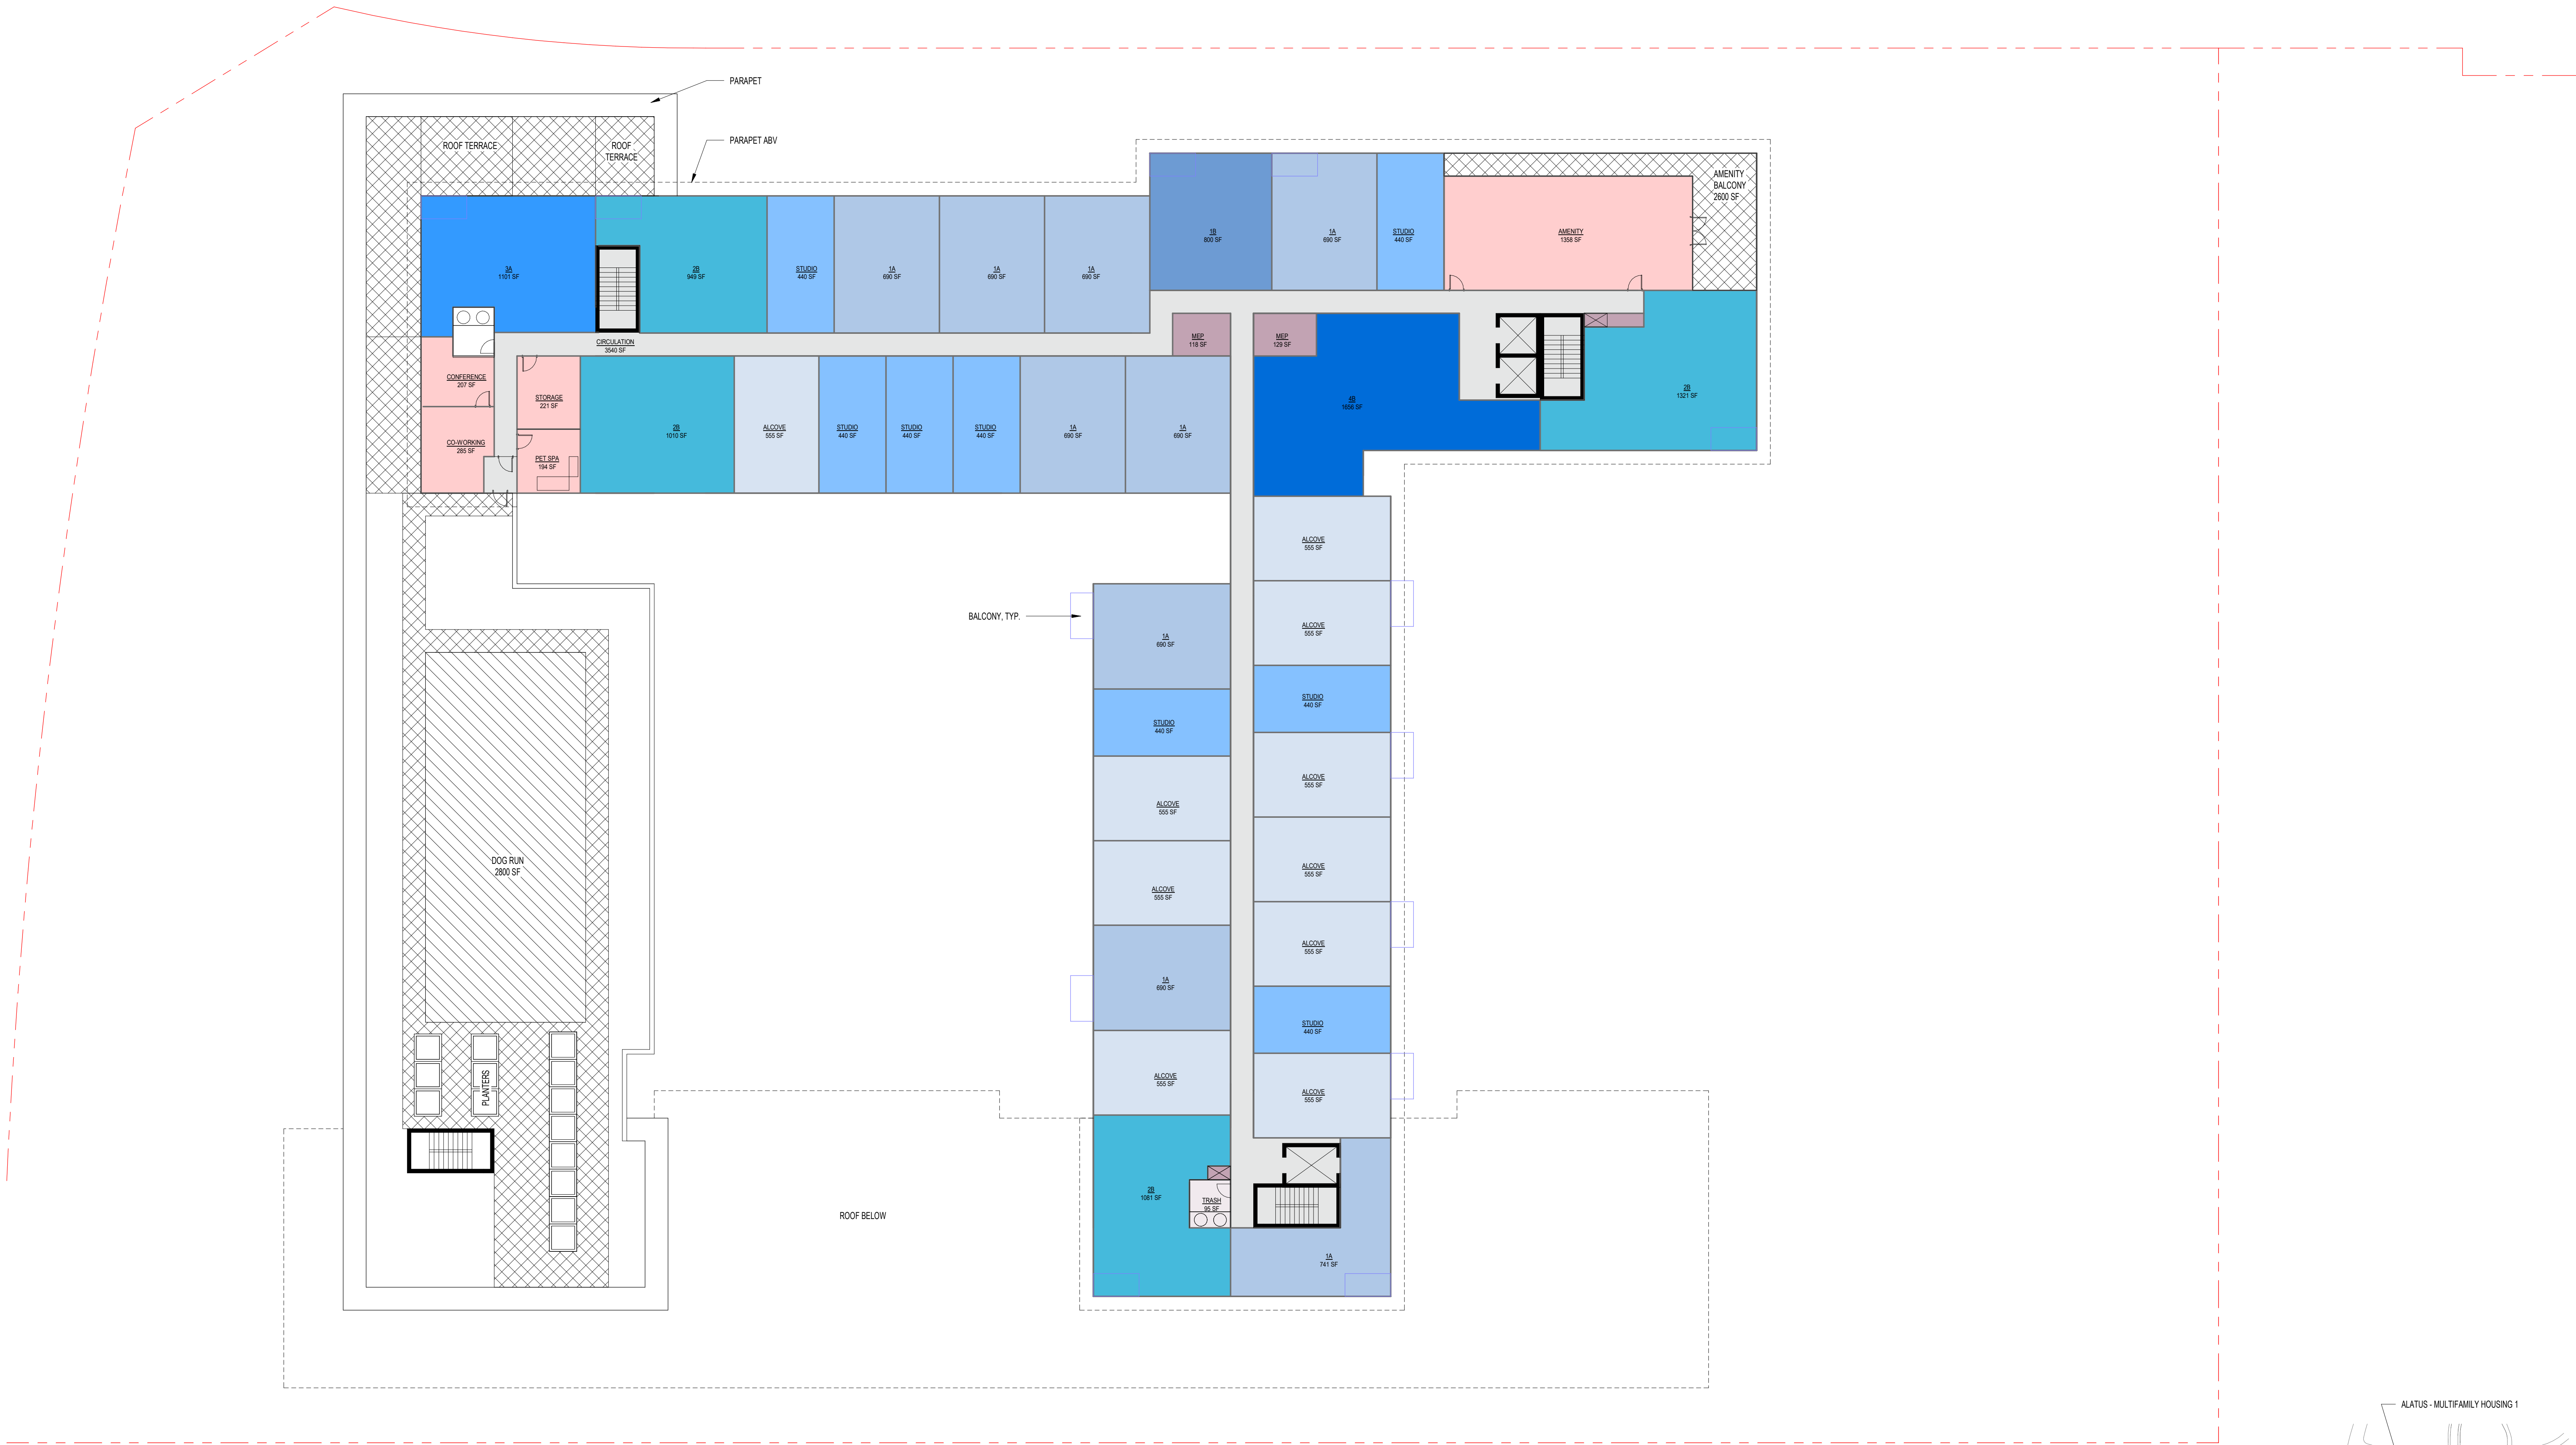 PARAPET
PARAPET ABV
ROOF TERRACE
ROOF
TERRACE
AMENITY
BALCONY
2600 SF
3A
1101 SF
2B
949 SF
STUDIO
440 SF
1A
690 SF
1A
690 SF
1A
690 SF
1B
800 SF
1A
690 SF
STUDIO
440 SF
AMENITY
1358 SF
CIRCULATION
3540 SF
MEP
118 SF
MEP
129 SF
CONFERENCE
207 SF
STORAGE
221 SF
CO-WORKING
285 SF
PET SPA
194 SF
2B
1010 SF
ALCOVE
555 SF
STUDIO
440 SF
STUDIO
440 SF
STUDIO
440 SF
1A
690 SF
1A
690 SF
4B
1656 SF
2B
1321 SF
ALCOVE
555 SF
BALCONY, TYP.
ALCOVE
555 SF
1A
690 SF
STUDIO
440 SF
STUDIO
440 SF
ALCOVE
555 SF
ALCOVE
555 SF
ALCOVE
555 SF
ALCOVE
555 SF
ALCOVE
555 SF
1A
690 SF
STUDIO
440 SF
ALCOVE
555 SF
ALCOVE
555 SF
DOG RUN
2800 SF
PLANTERS
2B
1081 SF
TRASH
95 SF
1A
741 SF
ROOF BELOW
ALATUS - MULTIFAMILY HOUSING 1